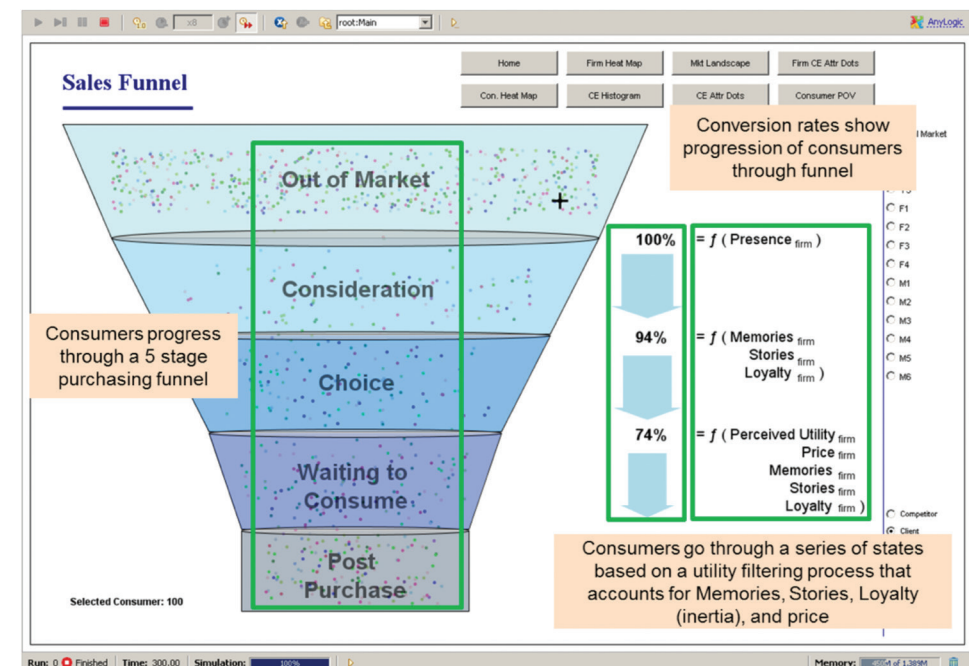 x8
root:Main
AnyLogic
Sales Funnel
Home
Firm Heat Map
Mkt Landscape
Firm CE Attr Dots
Con. Heat Map
CE Histogram
CE Attr Dots
Consumer POV
Conversion rates show
progression of consumers
through funnel
Market
Out of Market
Consideration
Choice
Waiting to
Consume
Post
Purchase
Consumers progress
through a 5 stage
purchasing funnel
100%
= ƒ ( Presence firm )
94%
= ƒ ( Memories firm
Stories firm
Loyalty firm )
74%
= ƒ ( Perceived Utility firm
Price firm
Memories firm
Stories firm
Loyalty firm )
F1
F2
F3
F4
M1
M2
M3
M4
M5
M6
Competitor
Client
Consumers go through a series of states
based on a utility filtering process that
accounts for Memories, Stories, Loyalty
(inertia), and price
Selected Consumer: 100
Run: 0 Finished Time: 300.00 Simulation: 100%
Memory: of 1,389M